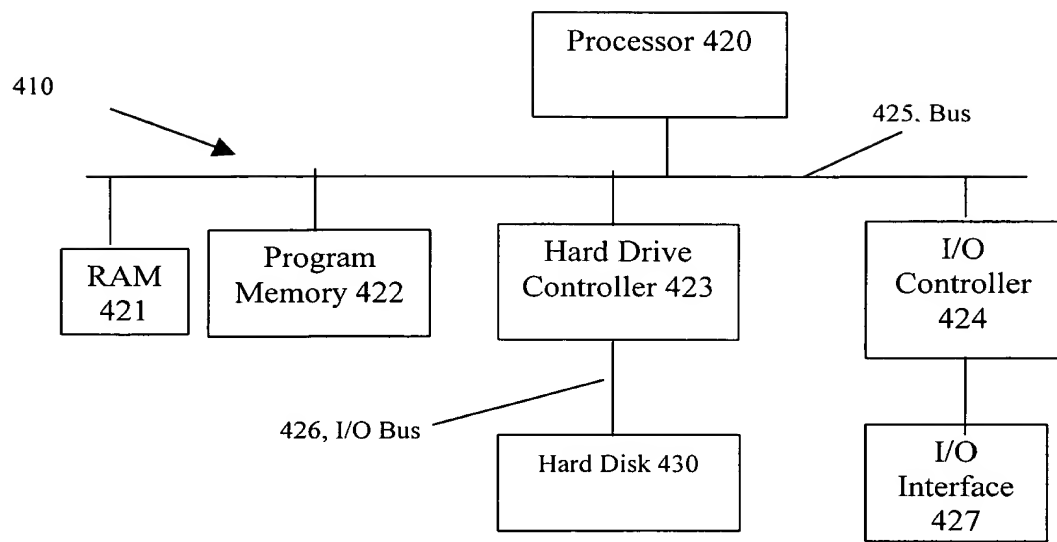 Processor 420
410
425, Bus
RAM
421
Program
Memory 422
Hard Drive
Controller 423
I/O
Controller
424
426, I/O Bus
Hard Disk 430
I/O
Interface
427